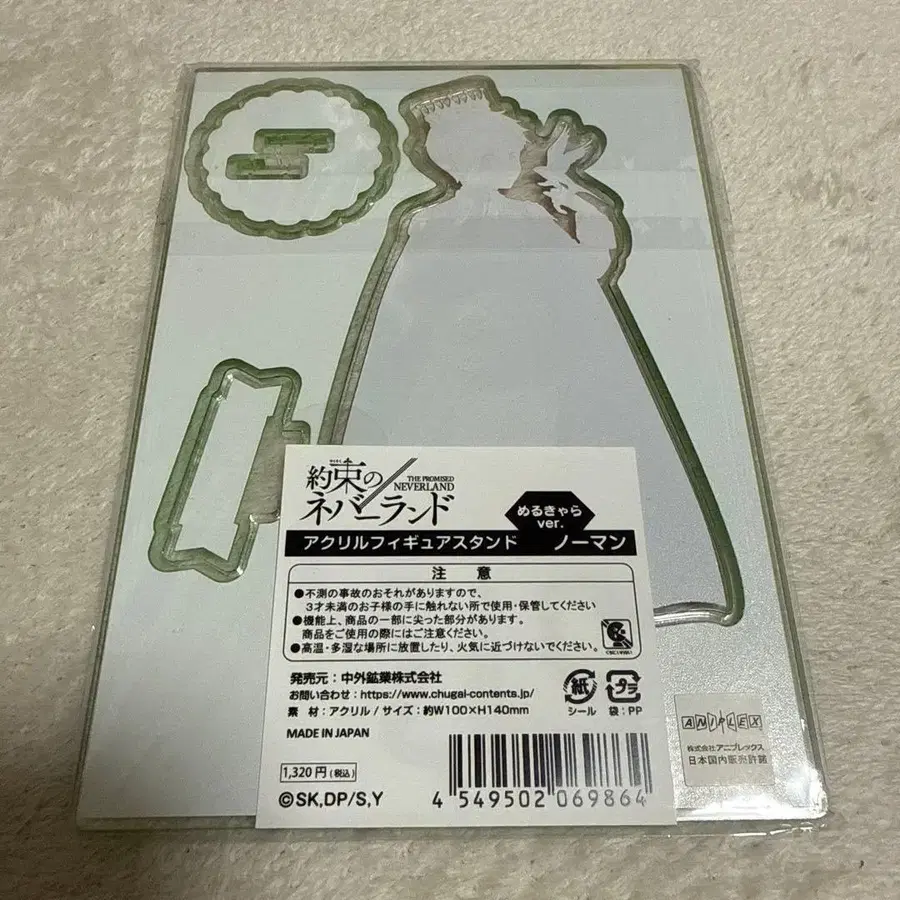 約束の
やくそく
THE PROMISED
NEVERLAND
ネバーランド
めるきゃら
ver.
アクリルフィギュアスタンド ノーマン
注 意
●不測の事故のおそれがありますので、
3才未満のお子様の手に触れない所で使用・保管してください
●機能上、商品の一部に尖った部分があります。
商品をご使用の際にはご注意ください。
●高温・多湿な場所に放置したり、火気に近づけないでください。
発売元：中外鉱業株式会社
お問い合わせ：https://www.chugai-contents.jp/
素 材：アクリル / サイズ：約W100×H140mm
MADE IN JAPAN
紙
シール
プラ
袋：PP
1,320円(税込)
©SK,DP/S,Y
4 549502 069864
ANIPLEX
株式会社アニプレックス
日本国内販売許諾